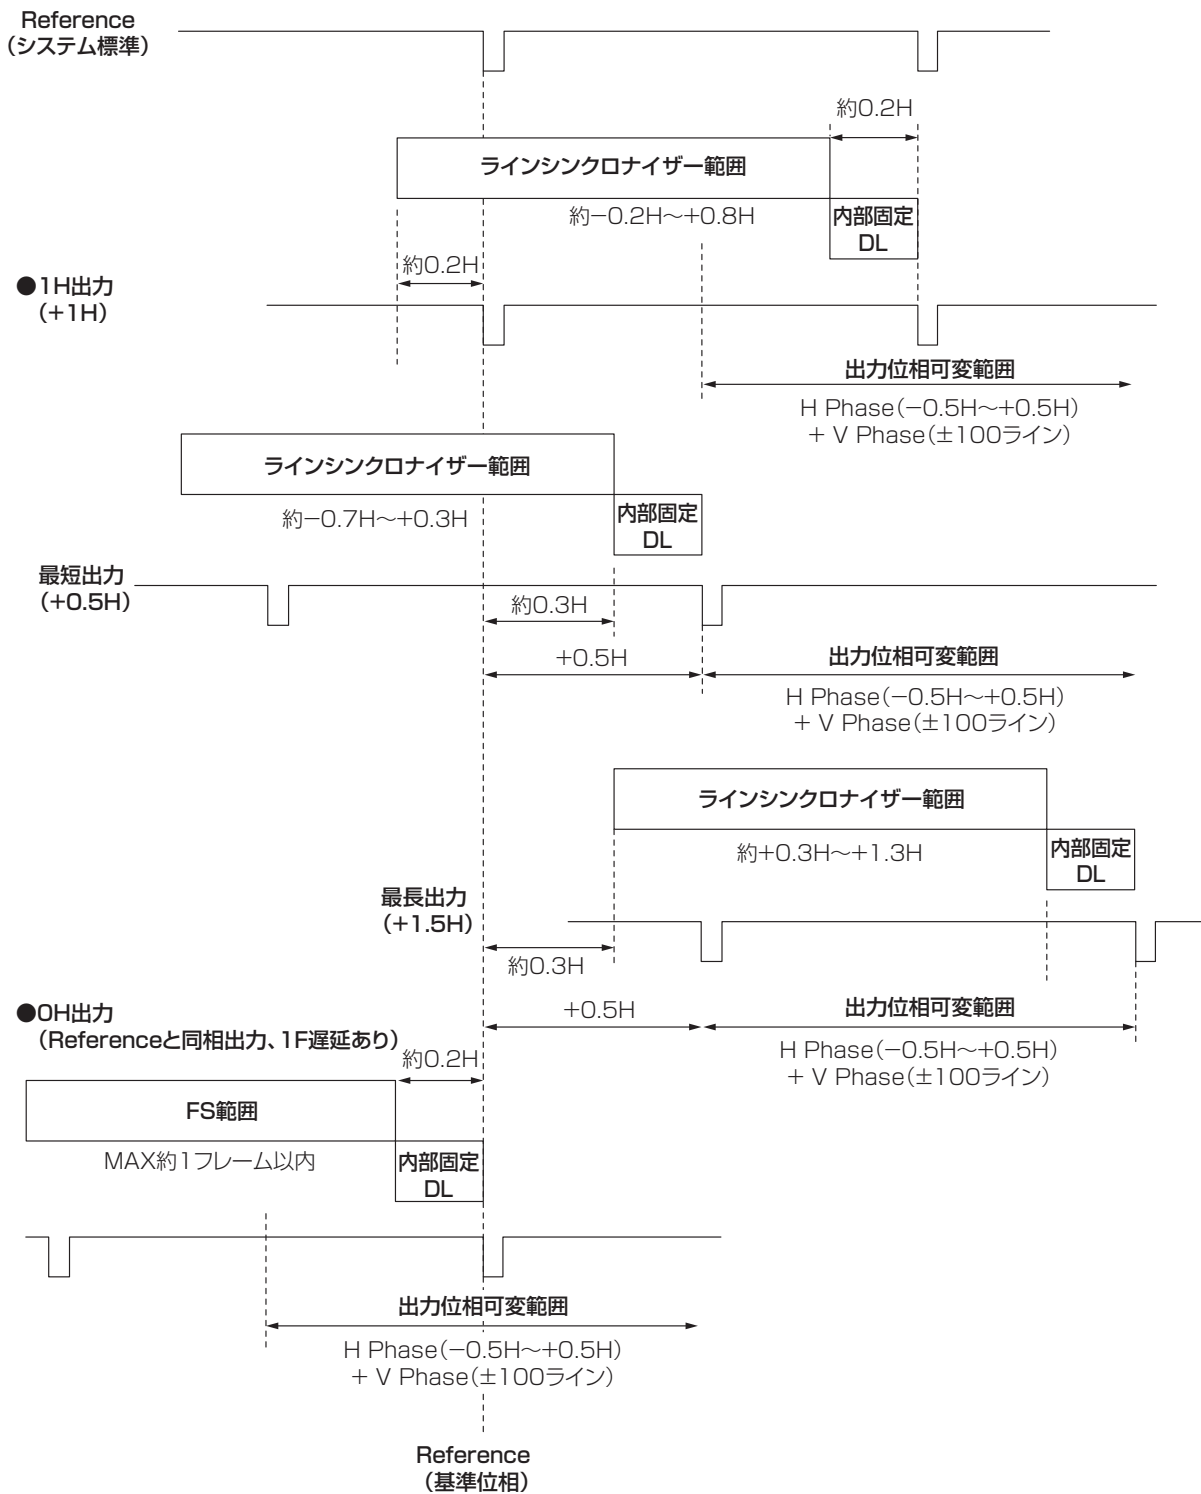 Reference
（システム標準）
約0.2H
ラインシンクロナイザー範囲
約−0.2H～+0.8H
内部固定
DL
約0.2H
●1H出力
（+1H）
出力位相可変範囲
H Phase（−0.5H～+0.5H）
+ V Phase（±100ライン）
ラインシンクロナイザー範囲
約−0.7H～+0.3H
内部固定
DL
最短出力
（+0.5H）
約0.3H
+0.5H
出力位相可変範囲
H Phase（−0.5H～+0.5H）
+ V Phase（±100ライン）
ラインシンクロナイザー範囲
約+0.3H～+1.3H
内部固定
DL
最長出力
（+1.5H）
約0.3H
+0.5H
出力位相可変範囲
H Phase（−0.5H～+0.5H）
+ V Phase（±100ライン）
●0H出力
（Referenceと同相出力、1F遅延あり）
約0.2H
FS範囲
MAX約1フレーム以内
内部固定
DL
出力位相可変範囲
H Phase（−0.5H～+0.5H）
+ V Phase（±100ライン）
Reference
（基準位相）